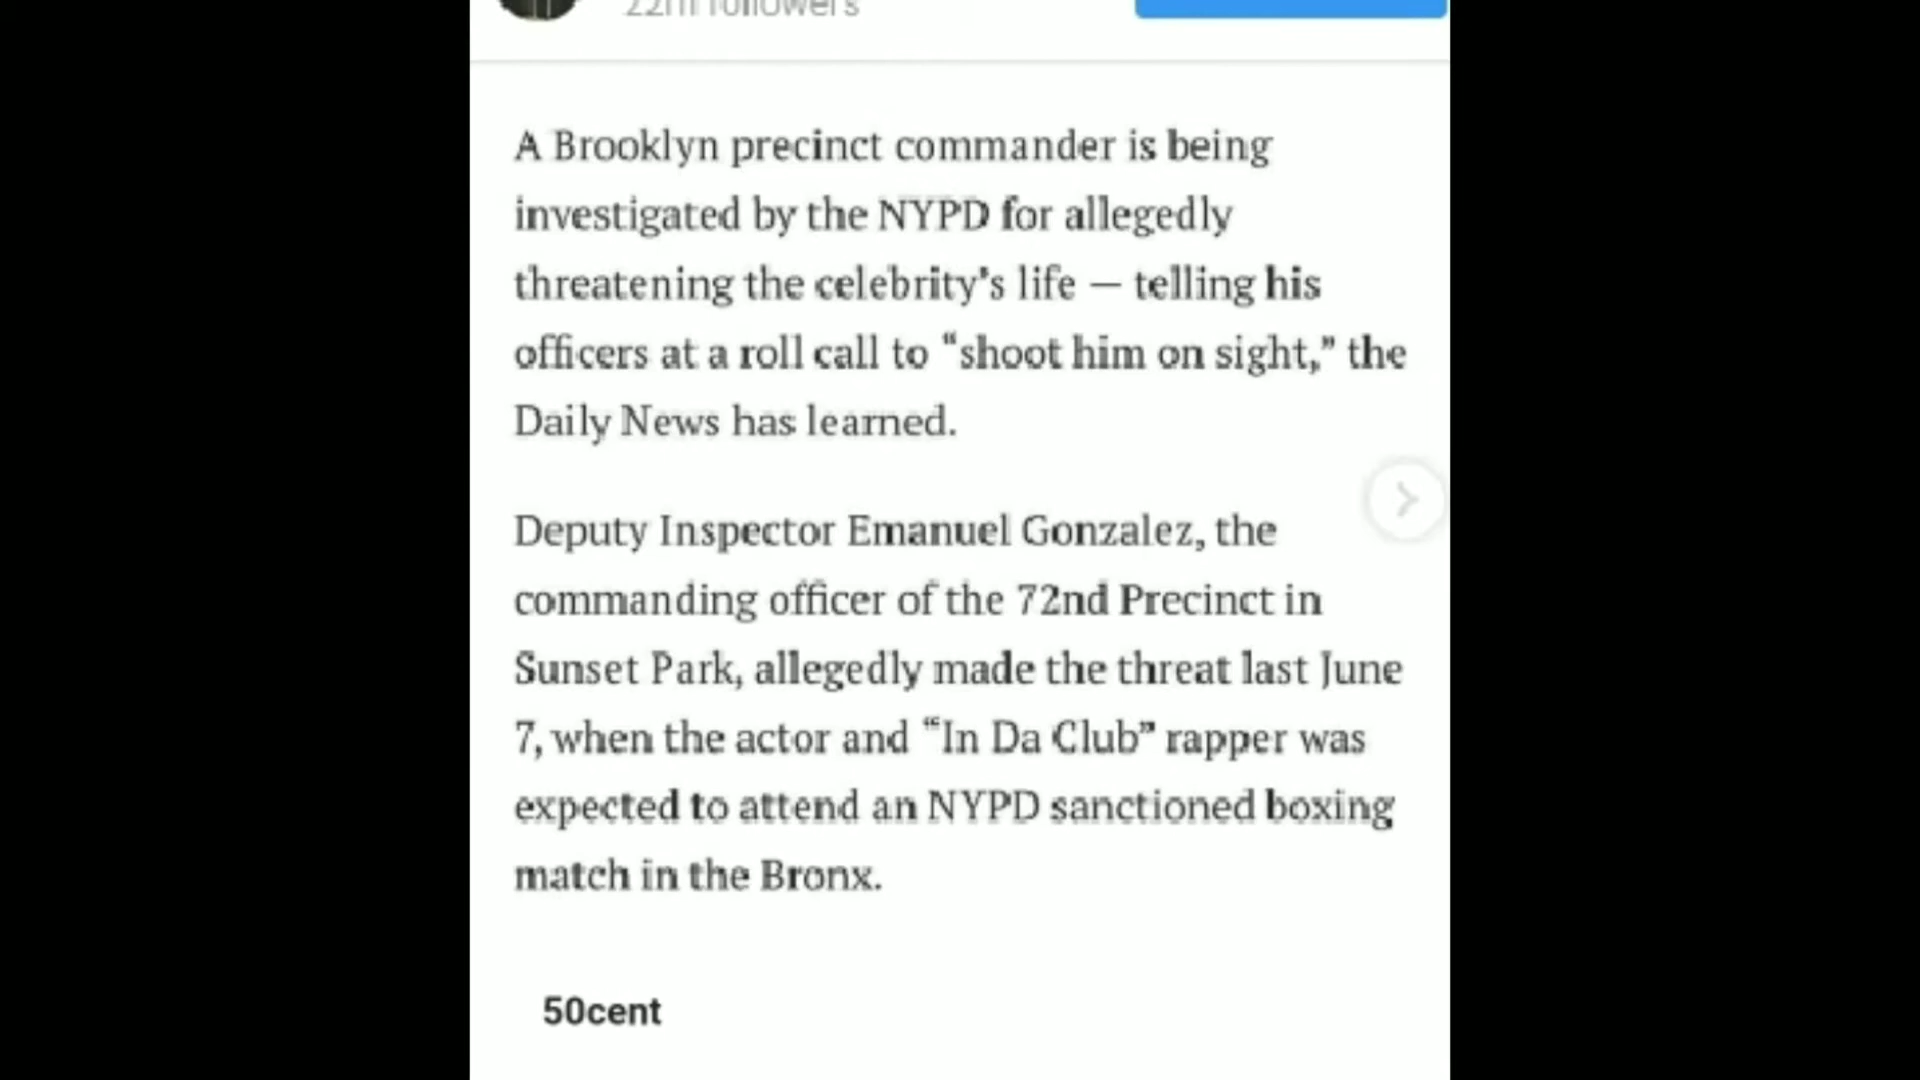 22m followers
A Brooklyn precinct commander is being
investigated by the NYPD for allegedly
threatening the celebrity's life — telling his
officers at a roll call to “shoot him on sight,” the
Daily News has learned.
Deputy Inspector Emanuel Gonzalez, the
commanding officer of the 72nd Precinct in
Sunset Park, allegedly made the threat last June
7, when the actor and “In Da Club” rapper was
expected to attend an NYPD sanctioned boxing
match in the Bronx.
50cent